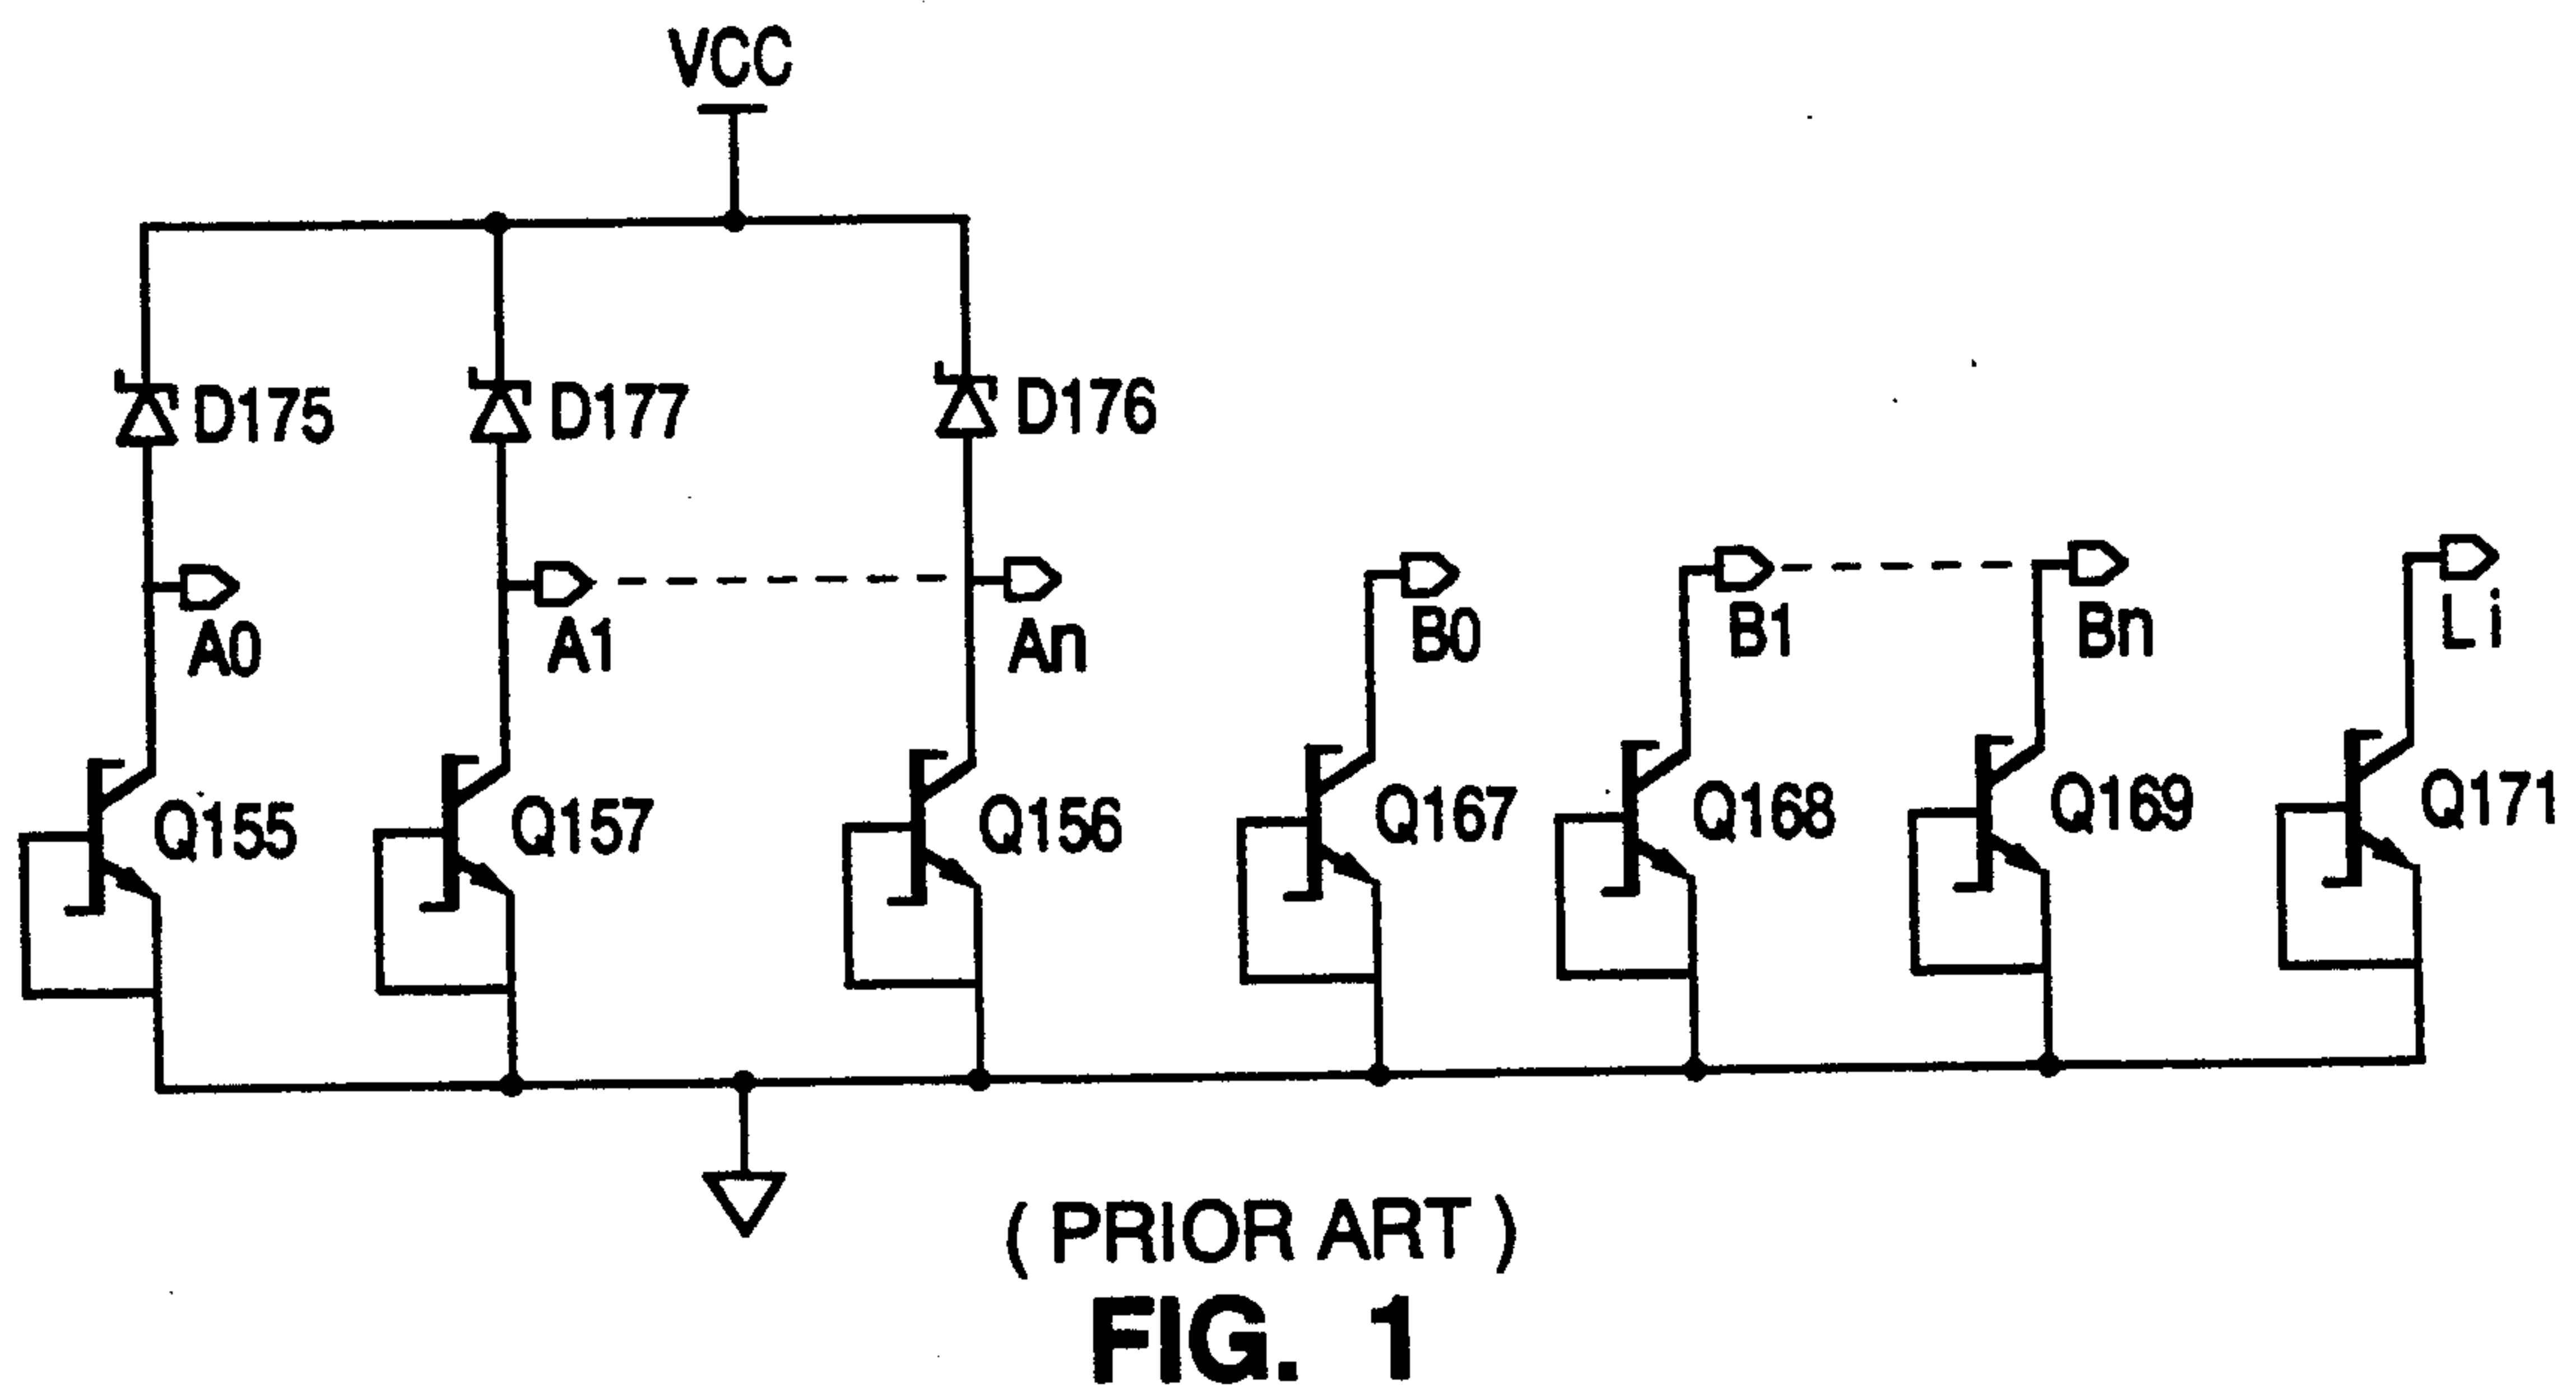 VCC
D175 D177 D176
A0 A1 An B0 B1 Bn Li
Q155 Q157 Q156 Q167 Q168 Q169 Q171
( PRIOR ART )
FIG. 1